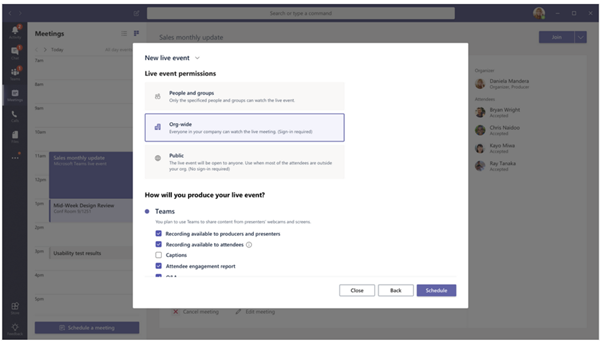 Search or type a command
Meetings
Today
Sales monthly update
Join
7am
8am
9am
10am
11am
12pm
1pm
2pm
3pm
4pm
5pm
Sales monthly update
Microsoft Teams live event
Mid-Week Design Review
Usability test results
Schedule a meeting
Activity
Chat
Teams
Meetings
Calls
Files
New live event
Live event permissions
People and groups
Only the specificed people and groups can watch the live event.
Org-wide
Everyone in your company can watch the live meeting. (Sign-in required)
Public
The live event will be open to anyone. Use when most of the attendees are outside
your org. (No sign-in required)
How will you produce your live event?
Teams
You plan to use Teams to share content from presenters' webcams and screens.
Recording available to producers and presenters
Recording available to attendees
Captions
Attendee engagement report
Close
Back
Schedule
Cancel meeting
Edit meeting
Organizer
Daniela Mandera
Organizer, Producer
Attendees
Bryan Wright
Accepted
Chris Naidoo
Accepted
Kayo Miwa
Accepted
Ray Tanaka
Accepted